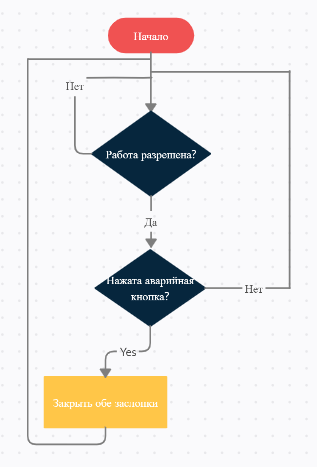 Начало
Нет
Работа разрешена?
Да
Нажата аварийная
кнопка?
Нет
Yes
Закрыть обе заслонки